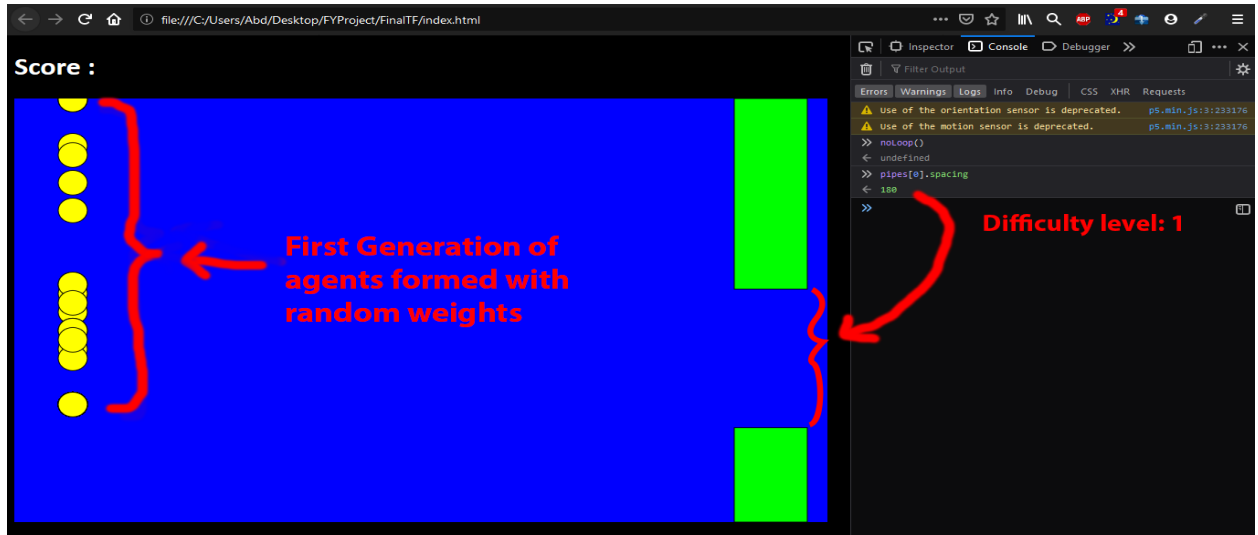 file:///C:/Users/Abd/Desktop/FYProject/FinalTF/index.html
ABP
4
Inspector Console Debugger
Score :
Filter Output
Errors Warnings Logs Info Debug CSS XHR Requests
Use of the orientation sensor is deprecated. p5.min.js:3:233176
Use of the motion sensor is deprecated. p5.min.js:3:233176
noLoop()
undefined
pipes[0].spacing
180
Difficulty level: 1
First Generation of
agents formed with
random weights